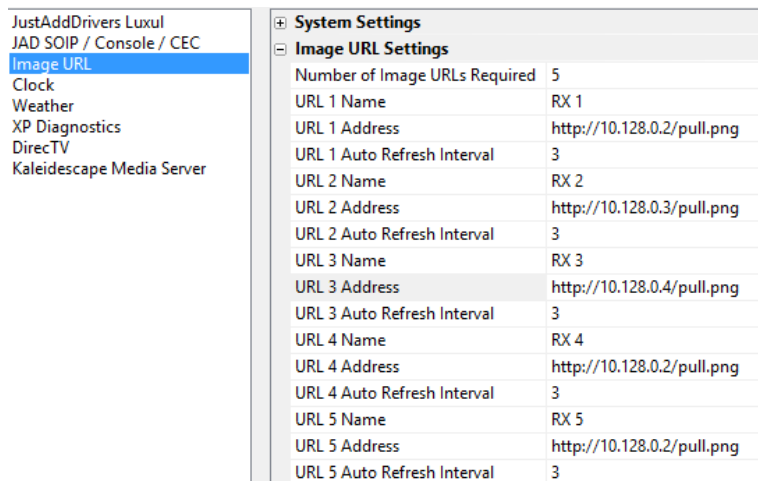 JustAddDrivers Luxul
JAD SOIP / Console / CEC
Image URL
Clock
Weather
XP Diagnostics
DirecTV
Kaleidescape Media Server
System Settings
Image URL Settings
Number of Image URLs Required 5
URL 1 Name RX 1
URL 1 Address http://10.128.0.2/pull.png
URL 1 Auto Refresh Interval 3
URL 2 Name RX 2
URL 2 Address http://10.128.0.3/pull.png
URL 2 Auto Refresh Interval 3
URL 3 Name RX 3
URL 3 Address http://10.128.0.4/pull.png
URL 3 Auto Refresh Interval 3
URL 4 Name RX 4
URL 4 Address http://10.128.0.2/pull.png
URL 4 Auto Refresh Interval 3
URL 5 Name RX 5
URL 5 Address http://10.128.0.2/pull.png
URL 5 Auto Refresh Interval 3